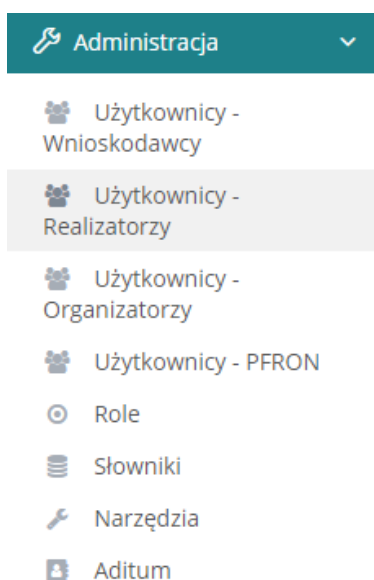 Administracja
Użytkownicy -
Wnioskodawcy
Użytkownicy -
Realizatorzy
Użytkownicy -
Organizatorzy
Użytkownicy - PFRON
Role
Słowniki
Narzędzia
Aditum